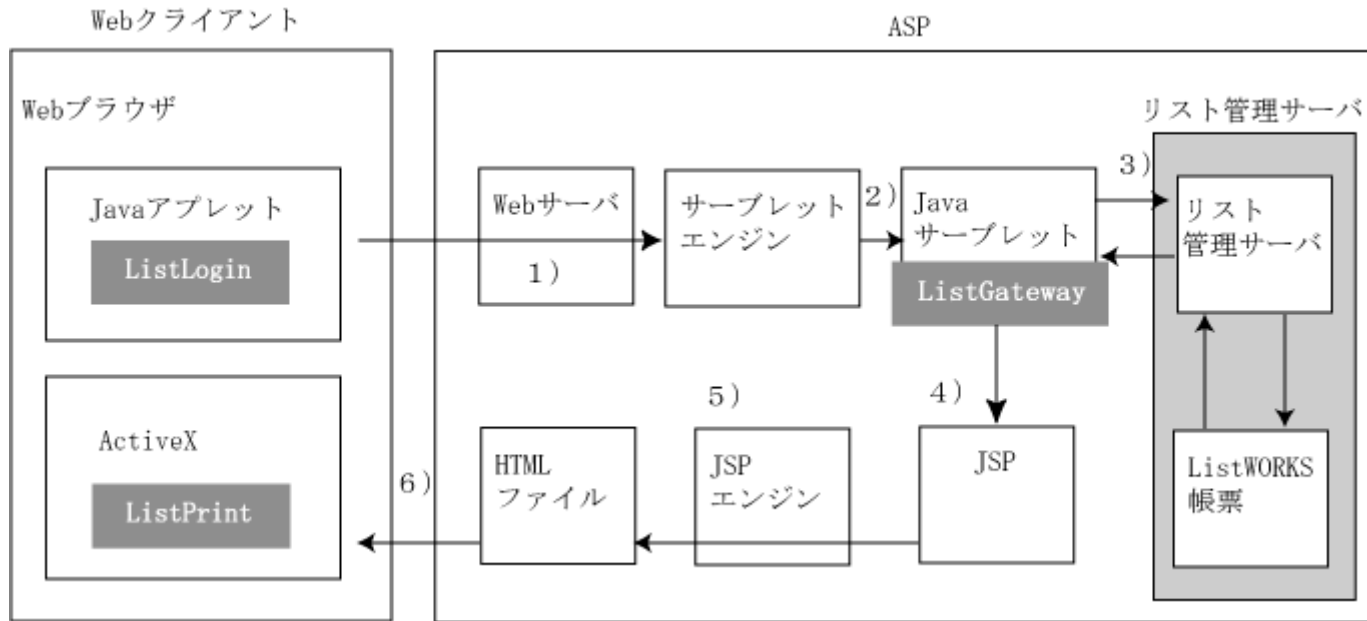 Webクライアント
ASP
Webブラウザ
リスト管理サーバ
Javaアプレット
ListLogin
Webサーバ
1)
サーブレット
エンジン
2)
Java
サーブレット
ListGateway
3)
リスト
管理サーバ
ActiveX
ListPrint
6)
HTML
ファイル
5)
JSP
エンジン
4)
JSP
ListWORKS
帳票